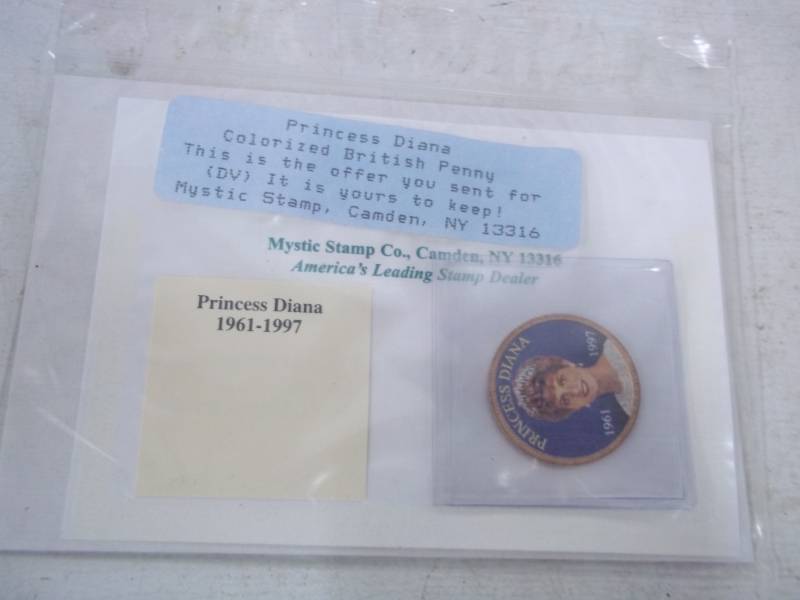 Princess Diana
Colorized British Penny
This is the offer you sent for
(DV) It is yours to keep!
Mystic Stamp, Camden, NY 13316
Mystic Stamp Co., Camden, NY 13316
America's Leading Stamp Dealer
Princess Diana
1961-1997
PRINCESS DIANA
1961
1997